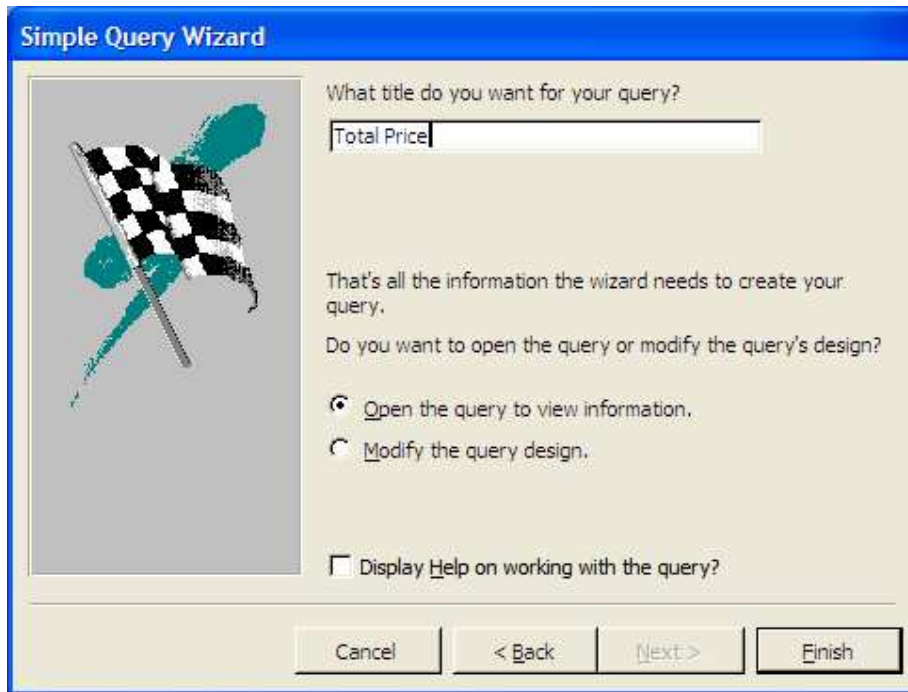 Simple Query Wizard
What title do you want for your query?
Total Price
That's all the information the wizard needs to create your
query.
Do you want to open the query or modify the query's design?
Open the query to view information.
Modify the query design.
Display Help on working with the query?
Cancel
< Back
Next >
Finish